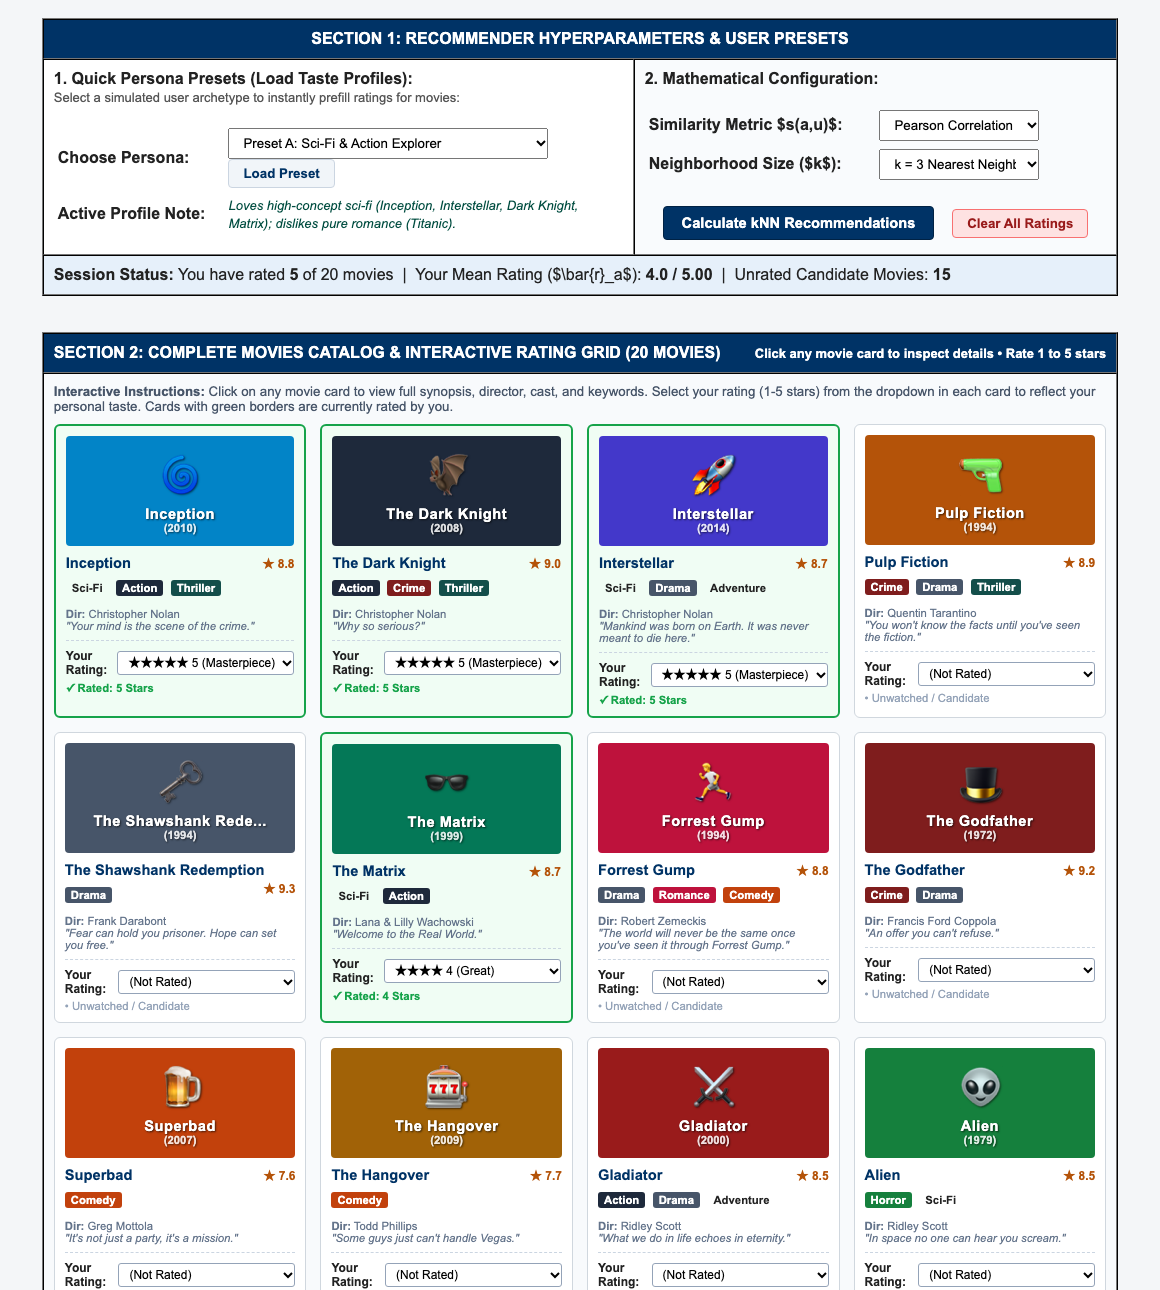 SECTION 1: RECOMMENDER HYPERPARAMETERS & USER PRESETS
1. Quick Persona Presets (Load Taste Profiles):
Select a simulated user archetype to instantly prefill ratings for movies:
Choose Persona:
Preset A: Sci-Fi & Action Explorer
Load Preset
Active Profile Note:
Loves high-concept sci-fi (Inception, Interstellar, Dark Knight,
Matrix); dislikes pure romance (Titanic).
2. Mathematical Configuration:
Similarity Metric $s(a,u)$:
Pearson Correlation
Neighborhood Size ($k$):
k = 3 Nearest Neight
Calculate kNN Recommendations
Clear All Ratings
Session Status: You have rated 5 of 20 movies | Your Mean Rating ($\bar{r}_a$): 4.0 / 5.00 | Unrated Candidate Movies: 15
SECTION 2: COMPLETE MOVIES CATALOG & INTERACTIVE RATING GRID (20 MOVIES)
Click any movie card to inspect details • Rate 1 to 5 stars
Interactive Instructions: Click on any movie card to view full synopsis, director, cast, and keywords. Select your rating (1-5 stars) from the dropdown in each card to reflect your
personal taste. Cards with green borders are currently rated by you.
Inception
(2010)
Inception
★ 8.8
Sci-Fi Action Thriller
Dir: Christopher Nolan
"Your mind is the scene of the crime."
Your
Rating:
★★★★★ 5 (Masterpiece)
✓ Rated: 5 Stars
The Dark Knight
(2008)
The Dark Knight
★ 9.0
Action Crime Thriller
Dir: Christopher Nolan
"Why so serious?"
Your
Rating:
★★★★★ 5 (Masterpiece)
✓ Rated: 5 Stars
Interstellar
(2014)
Interstellar
★ 8.7
Sci-Fi Drama Adventure
Dir: Christopher Nolan
"Mankind was born on Earth. It was never
meant to die here."
Your
Rating:
★★★★★ 5 (Masterpiece)
✓ Rated: 5 Stars
Pulp Fiction
(1994)
Pulp Fiction
★ 8.9
Crime Drama Thriller
Dir: Quentin Tarantino
"You won't know the facts until you've seen
the fiction."
Your
Rating:
(Not Rated)
• Unwatched / Candidate
The Shawshank Rede...
(1994)
The Shawshank Redemption
★ 9.3
Drama
Dir: Frank Darabont
"Fear can hold you prisoner. Hope can set
you free."
Your
Rating:
(Not Rated)
• Unwatched / Candidate
The Matrix
(1999)
The Matrix
★ 8.7
Sci-Fi Action
Dir: Lana & Lilly Wachowski
"Welcome to the Real World."
Your
Rating:
★★★★ 4 (Great)
✓ Rated: 4 Stars
Forrest Gump
(1994)
Forrest Gump
★ 8.8
Drama Romance Comedy
Dir: Robert Zemeckis
"The world will never be the same once
you've seen it through Forrest Gump."
Your
Rating:
(Not Rated)
• Unwatched / Candidate
The Godfather
(1972)
The Godfather
★ 9.2
Crime Drama
Dir: Francis Ford Coppola
"An offer you can't refuse."
Your
Rating:
(Not Rated)
• Unwatched / Candidate
Superbad
(2007)
Superbad
★ 7.6
Comedy
Dir: Greg Mottola
"It's not just a party, it's a mission."
Your
Rating:
(Not Rated)
777
The Hangover
(2009)
The Hangover
★ 7.7
Comedy
Dir: Todd Phillips
"Some guys just can't handle Vegas."
Your
Rating:
(Not Rated)
Gladiator
(2000)
Gladiator
★ 8.5
Action Drama Adventure
Dir: Ridley Scott
"What we do in life echoes in eternity."
Your
Rating:
(Not Rated)
Alien
(1979)
Alien
★ 8.5
Horror Sci-Fi
Dir: Ridley Scott
"In space no one can hear you scream."
Your
Rating:
(Not Rated)